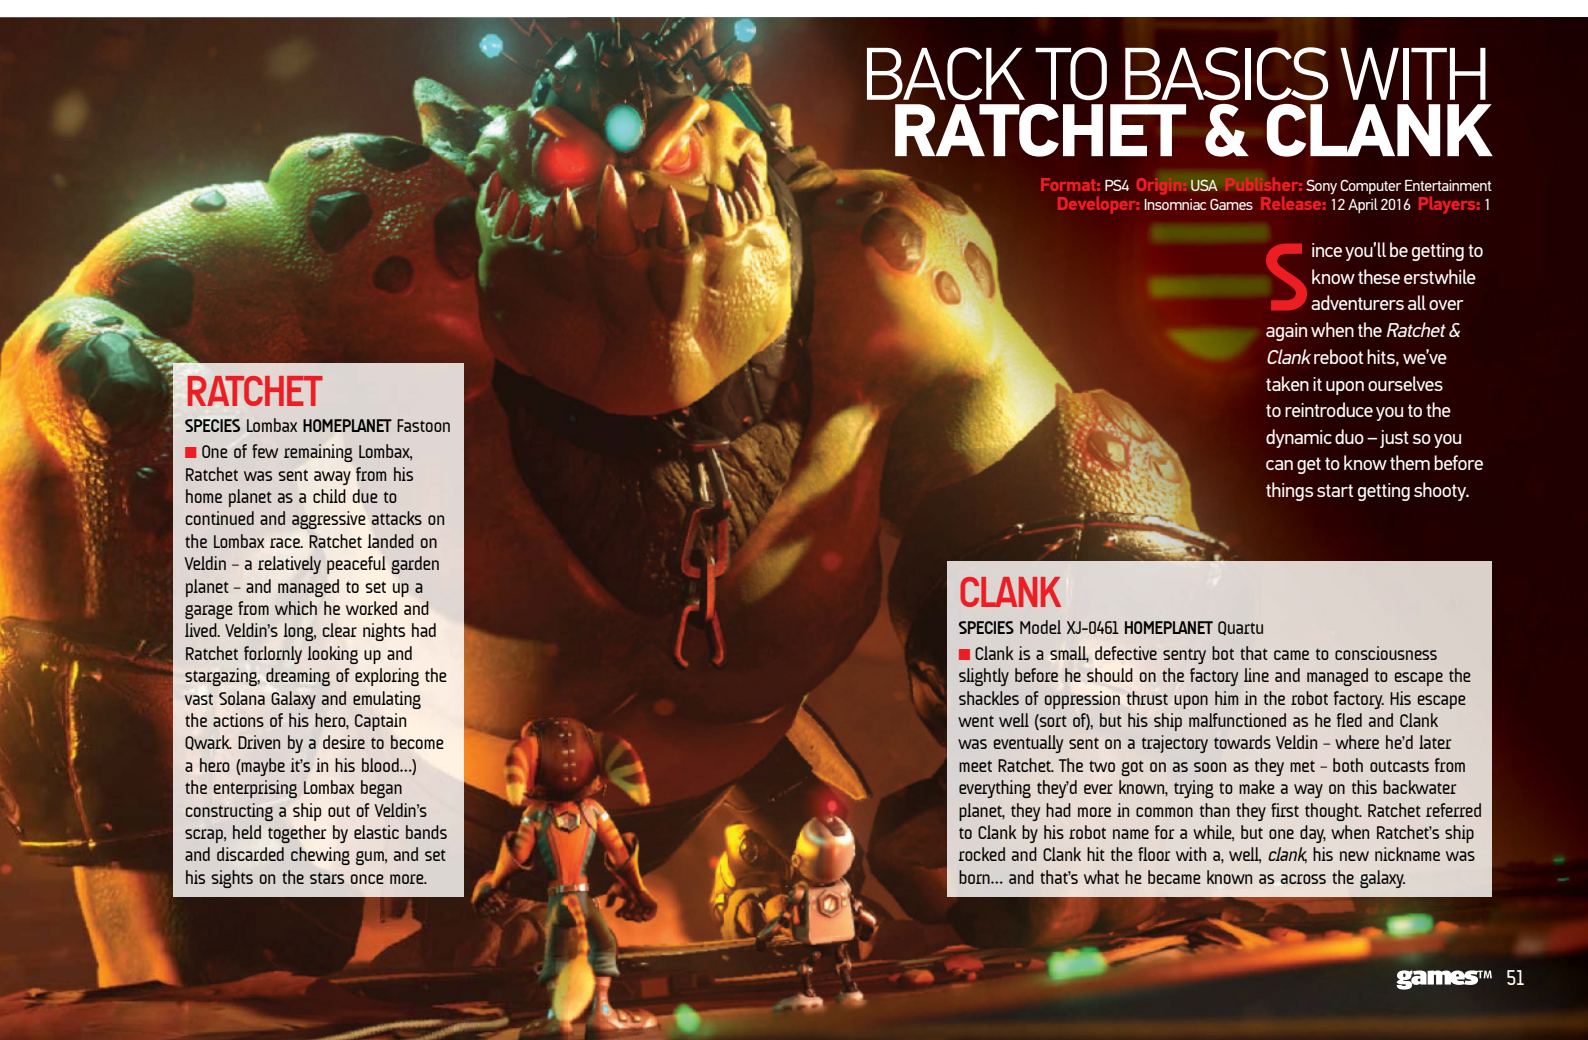 BACK TO BASICS WITH
RATCHET & CLANK
Format: PS4 Origin: USA Publisher: Sony Computer Entertainment
Developer: Insomniac Games Release: 12 April 2016 Players: 1
Since you'll be getting to
know these erstwhile
adventurers all over
again when the Ratchet &
Clank reboot hits, we've
taken it upon ourselves
to reintroduce you to the
dynamic duo – just so you
can get to know them before
things start getting shooty.
RATCHET
SPECIES Lombax HOMEPLANET Fastoon
■ One of few remaining Lombax,
Ratchet was sent away from his
home planet as a child due to
continued and aggressive attacks on
the Lombax race. Ratchet landed on
Veldin – a relatively peaceful garden
planet – and managed to set up a
garage from which he worked and
lived. Veldin's long, clear nights had
Ratchet forlornly looking up and
stargazing, dreaming of exploring the
vast Solana Galaxy and emulating
the actions of his hero, Captain
Qwark. Driven by a desire to become
a hero (maybe it's in his blood...)
the enterprising Lombax began
constructing a ship out of Veldin's
scrap, held together by elastic bands
and discarded chewing gum, and set
his sights on the stars once more.
CLANK
SPECIES Model XJ-0461 HOMEPLANET Quartu
■ Clank is a small, defective sentry bot that came to consciousness
slightly before he should on the factory line and managed to escape the
shackles of oppression thrust upon him in the robot factory. His escape
went well (sort of), but his ship malfunctioned as he fled and Clank
was eventually sent on a trajectory towards Veldin – where he'd later
meet Ratchet. The two got on as soon as they met – both outcasts from
everything they'd ever known, trying to make a way on this backwater
planet, they had more in common than they first thought. Ratchet referred
to Clank by his robot name for a while, but one day, when Ratchet's ship
rocked and Clank hit the floor with a, well, clank, his new nickname was
born... and that's what he became known as across the galaxy.
games™ 51